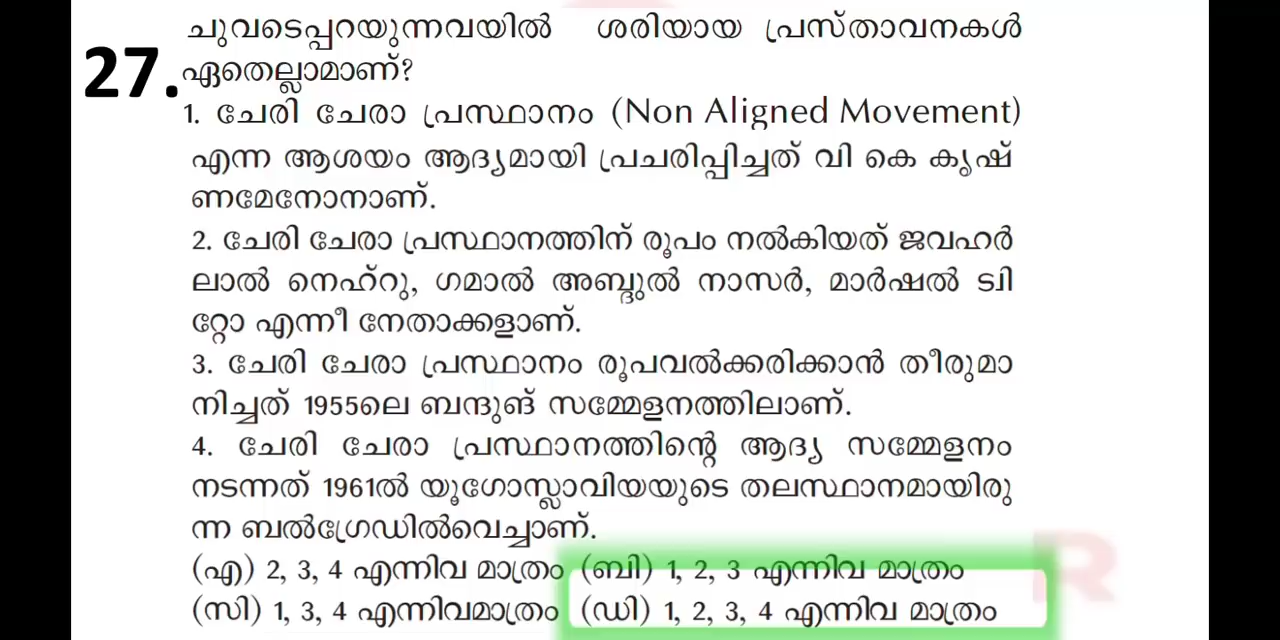 ചുവടെപ്പറയുന്നവയിൽ ശരിയായ പ്രസ്താവനകൾ
27. ഏതെല്ലാമാണ്?
1. ചേരി ചേരാ പ്രസ്ഥാനം (Non Aligned Movement)
എന്ന ആശയം ആദ്യമായി പ്രചരിപ്പിച്ചത് വി കെ കൃഷ്
ണമേനോനാണ്.
2. ചേരി ചേരാ പ്രസ്ഥാനത്തിന് രൂപം നൽകിയത് ജവഹർ
ലാൽ നെഹ്റു, ഗമാൽ അബ്ദുൽ നാസർ, മാർഷൽ ട്വി
റ്റോ എന്നീ നേതാക്കളാണ്.
3. ചേരി ചേരാ പ്രസ്ഥാനം രൂപവൽക്കരിക്കാൻ തീരുമാ
നിച്ചത് 1955ലെ ബന്ദുങ് സമ്മേളനത്തിലാണ്.
4. ചേരി ചേരാ പ്രസ്ഥാനത്തിന്റെ ആദ്യ സമ്മേളനം
നടന്നത് 1961ൽ യൂഗോസ്ലാവിയയുടെ തലസ്ഥാനമായിരു
ന്ന ബൽഗ്രേഡിൽവെച്ചാണ്.
(എ) 2, 3, 4 എന്നിവ മാത്രം (ബി) 1, 2, 3 എന്നിവ മാത്രം
(സി) 1, 3, 4 എന്നിവമാത്രം (ഡി) 1, 2, 3, 4 എന്നിവ മാത്രം
R